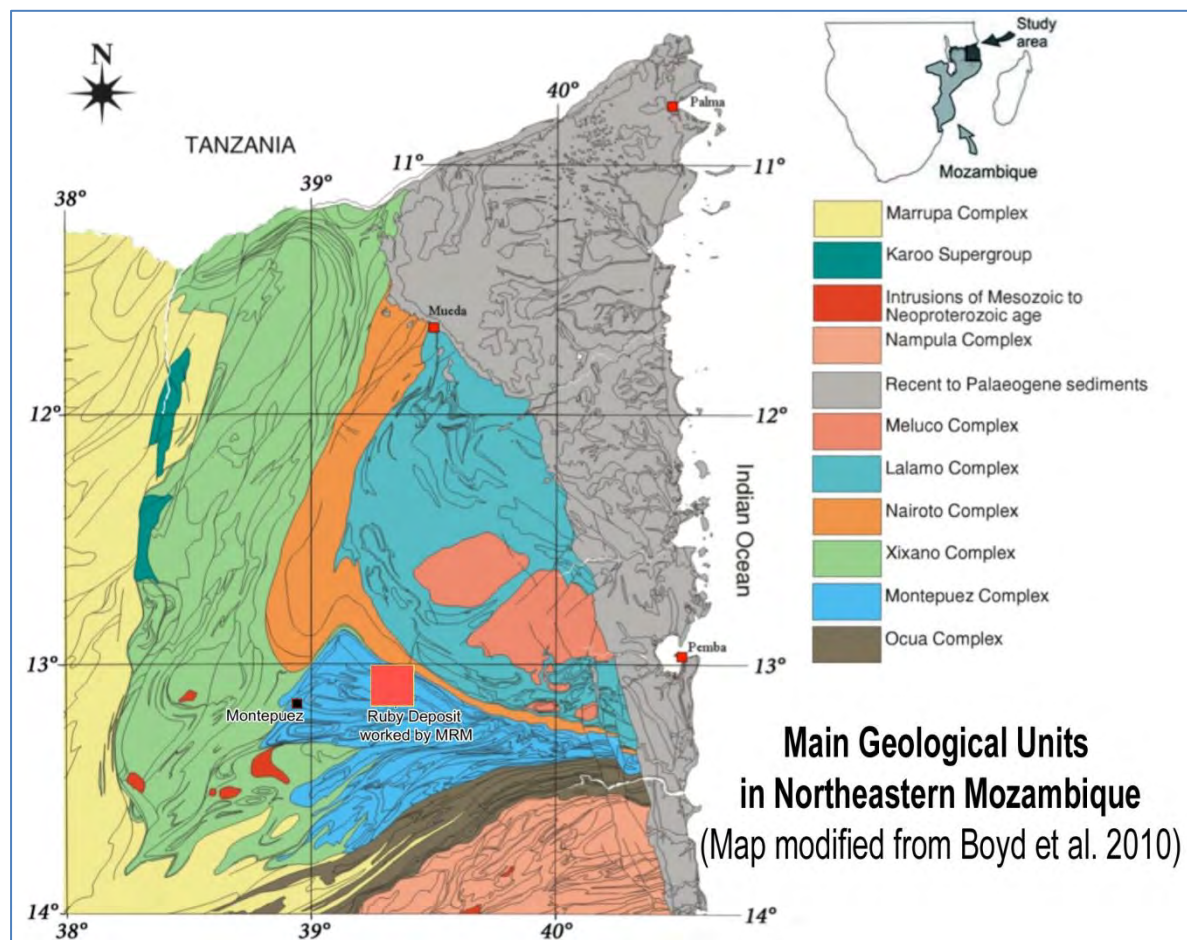 N
TANZANIA
Study
area
Mozambique
40°
Palma
11°
11°
39°
38°
Mueda
12°
12°
Indian Ocean
Pemba
13°
13°
Montepuez
Ruby Deposit
worked by MRM
14°
14°
38°
39°
40°
Marrupa Complex
Karoo Supergroup
Intrusions of Mesozoic to
Neoproterozoic age
Nampula Complex
Recent to Palaeogene sediments
Meluco Complex
Lalamo Complex
Nairoto Complex
Xixano Complex
Montepuez Complex
Ocua Complex
Main Geological Units
in Northeastern Mozambique
(Map modified from Boyd et al. 2010)